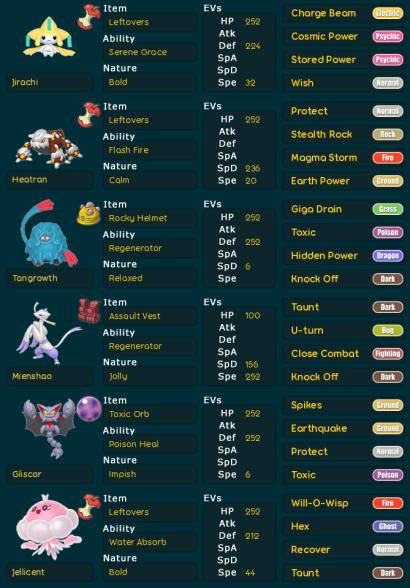 Item EVs
Leftovers HP 252 Charge Beam Electric
Ability Atk
Serene Grace Def 224 Cosmic Power Psychic
Nature SpA Stored Power Psychic
Jirachi Bold SpD
Spe 32 Wish Normal
Item EVs
Leftovers HP 252 Protect Normal
Ability Atk
Flash Fire Def Stealth Rock Rock
Nature SpA Magma Storm Fire
Heatran Calm SpD 236
Spe 20 Earth Power Ground
Item EVs
Rocky Helmet HP 252 Giga Drain Grass
Ability Atk
Regenerator Def 252 Toxic Poison
Nature SpA Hidden Power Dragon
Tangrowth Relaxed SpD 6
Spe Knock Off Dark
Item EVs
Assault Vest HP 100 Taunt Dark
Ability Atk
Regenerator Def U-turn Bug
Nature SpA Close Combat Fighting
Mienshao Jolly SpD 156
Spe 252 Knock Off Dark
Item EVs
Toxic Orb HP 252 Spikes Ground
Ability Atk
Poison Heal Def 252 Earthquake Ground
Nature SpA Protect Normal
Gliscor Impish SpD
Spe 6 Toxic Poison
Item EVs
Leftovers HP 252 Will-O-Wisp Fire
Ability Atk
Water Absorb Def 212 Hex Ghost
Nature SpA Recover Normal
Jellicent Bold SpD
Spe 44 Taunt Dark